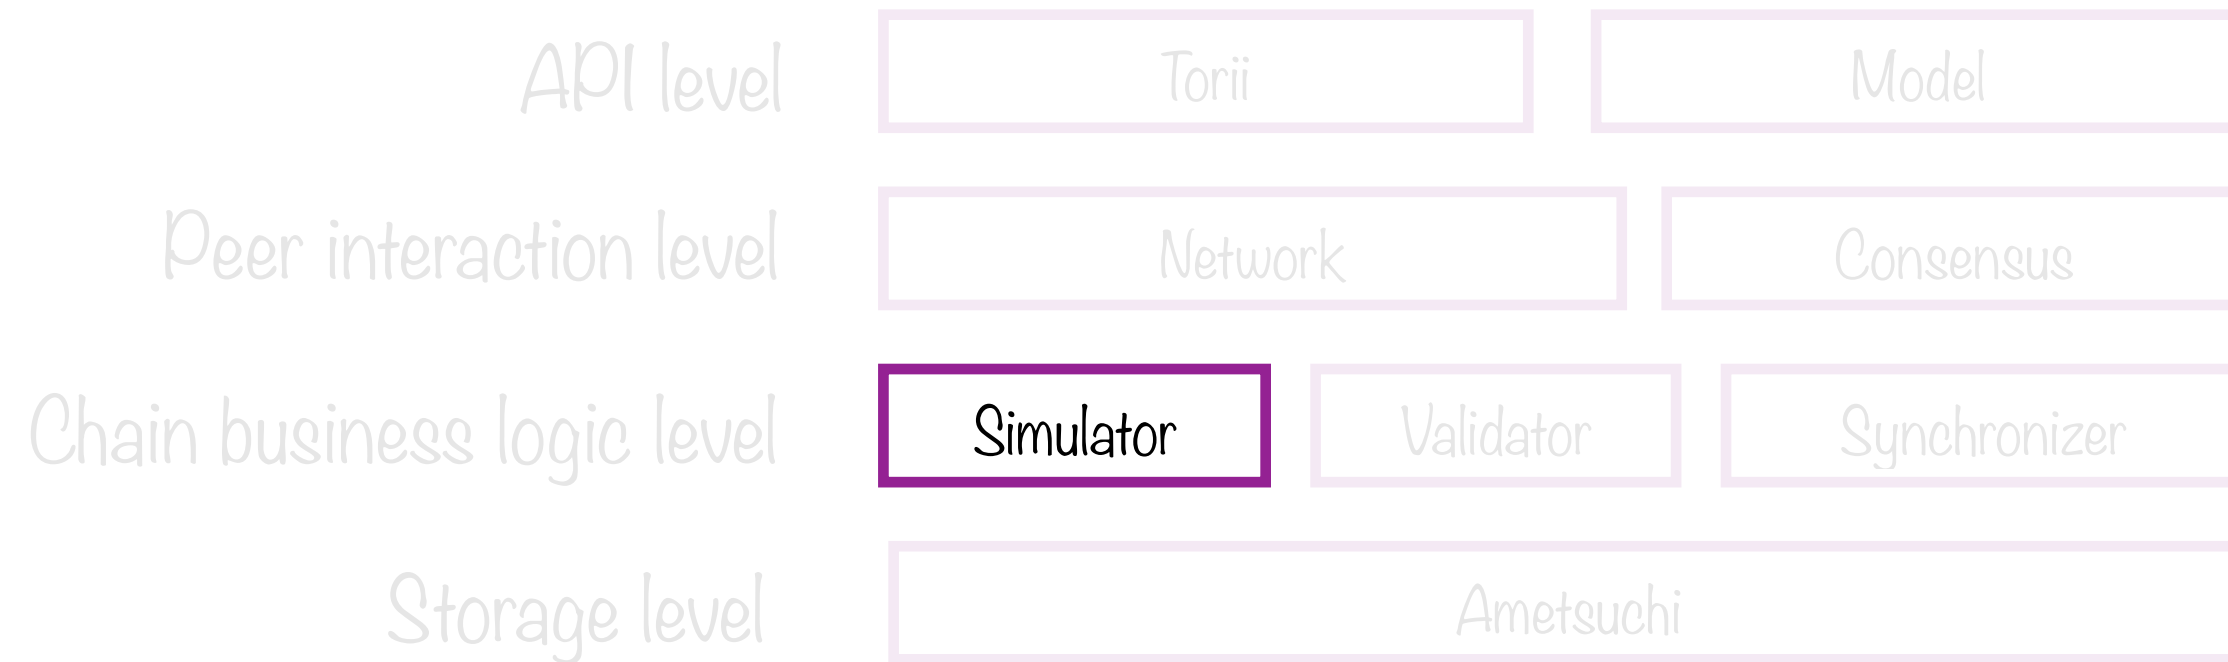 API level Torii Model
Peer interaction level Network Consensus
Chain business logic level Simulator Validator Synchronizer
Storage level Ametsuchi